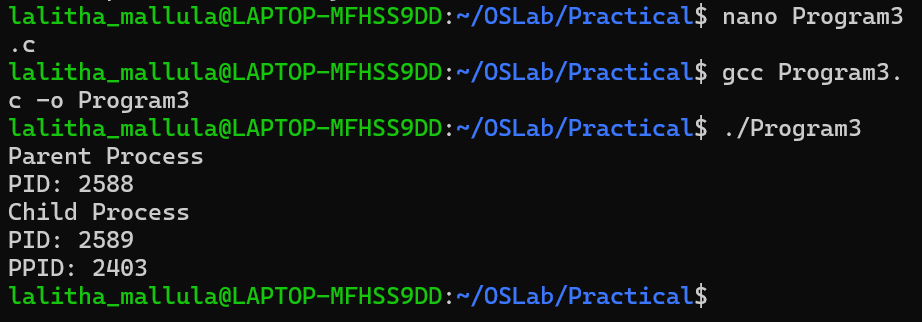 lalitha_mallula@LAPTOP-MFHSS9DD:~/OSLab/Practical$ nano Program3
.c
lalitha_mallula@LAPTOP-MFHSS9DD:~/OSLab/Practical$ gcc Program3.
c -o Program3
lalitha_mallula@LAPTOP-MFHSS9DD:~/OSLab/Practical$ ./Program3
Parent Process
PID: 2588
Child Process
PID: 2589
PPID: 2403
lalitha_mallula@LAPTOP-MFHSS9DD:~/OSLab/Practical$